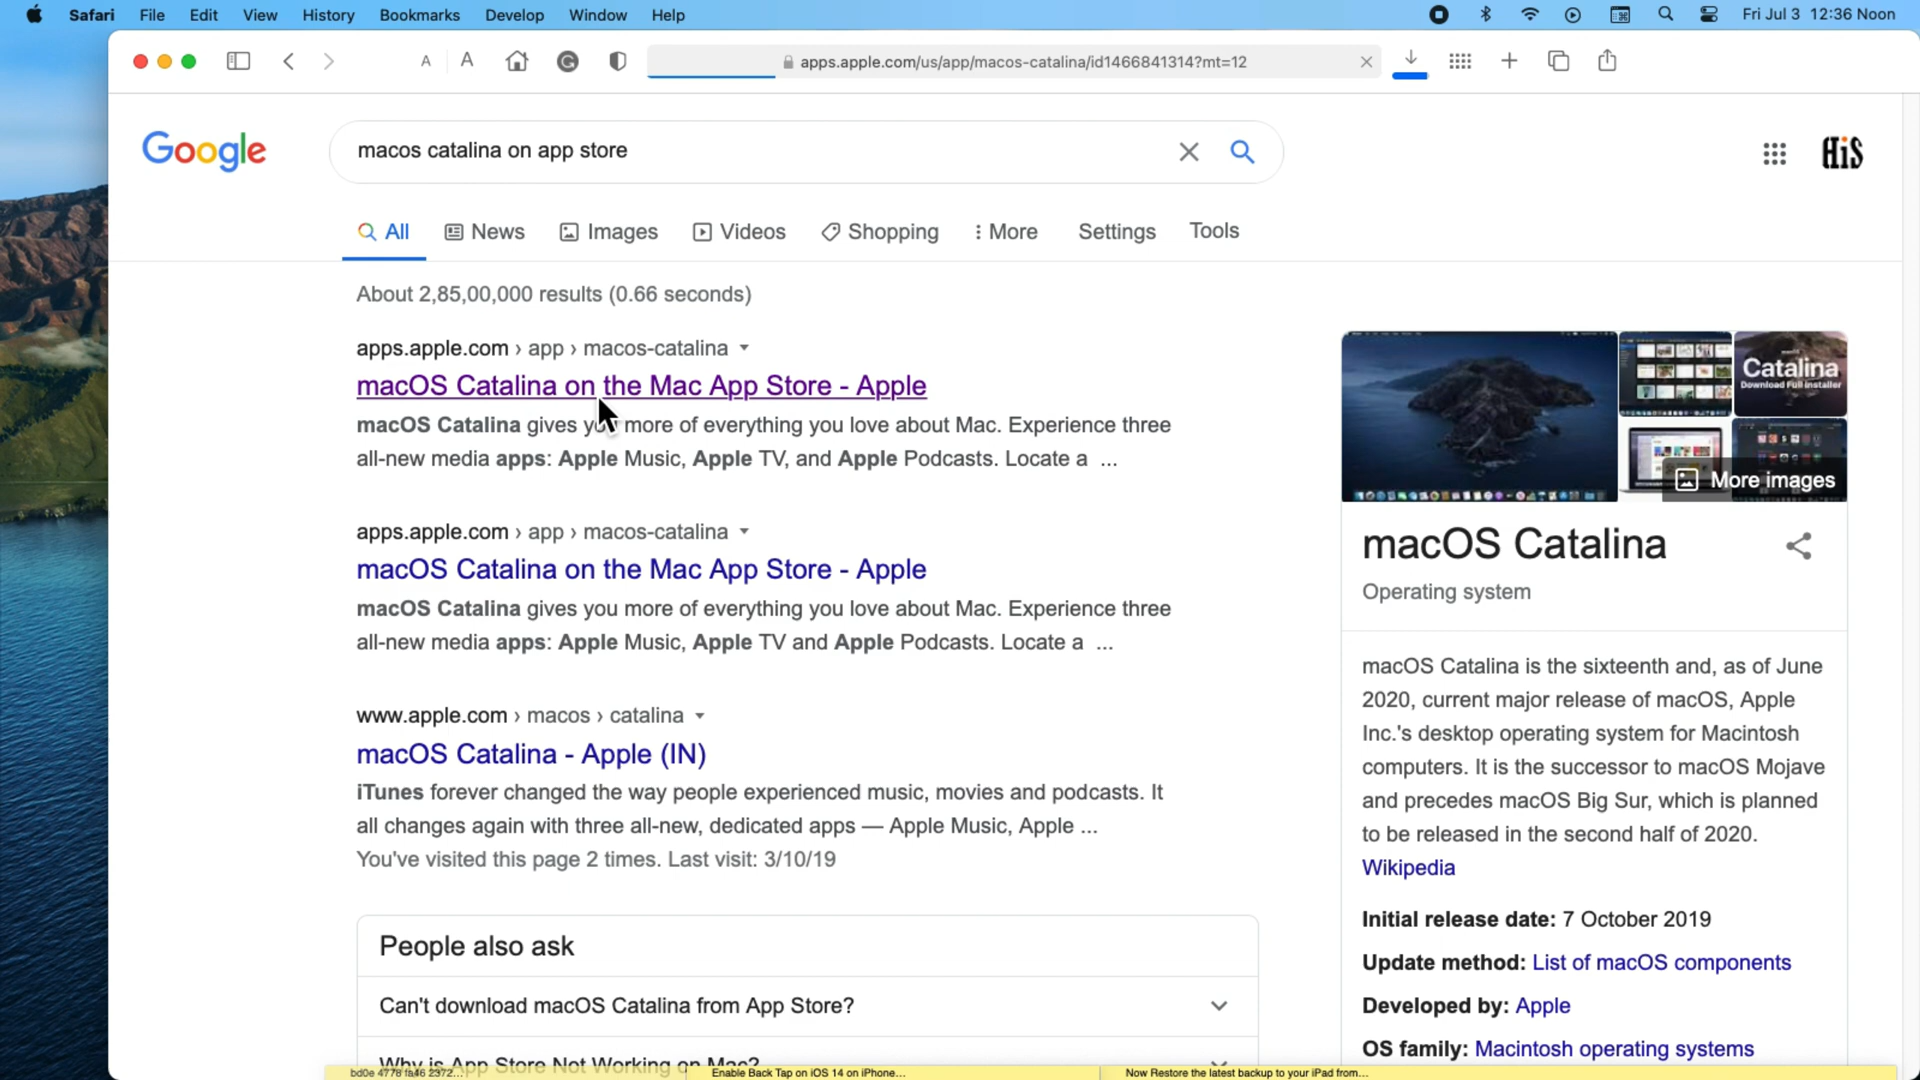 Safari File Edit View History Bookmarks Develop Window Help Fri Jul 3 12:36 Noon
A A apps.apple.com/us/app/macos-catalina/id1466841314?mt=12
Google macos catalina on app store HiS
All News Images Videos Shopping More Settings Tools
About 2,85,00,000 results (0.66 seconds)
apps.apple.com › app › macos-catalina
macOS Catalina on the Mac App Store - Apple
macOS Catalina gives you more of everything you love about Mac. Experience three
all-new media apps: Apple Music, Apple TV, and Apple Podcasts. Locate a ...
apps.apple.com › app › macos-catalina
macOS Catalina on the Mac App Store - Apple
macOS Catalina gives you more of everything you love about Mac. Experience three
all-new media apps: Apple Music, Apple TV and Apple Podcasts. Locate a ...
www.apple.com › macos › catalina
macOS Catalina - Apple (IN)
iTunes forever changed the way people experienced music, movies and podcasts. It
all changes again with three all-new, dedicated apps — Apple Music, Apple ...
You've visited this page 2 times. Last visit: 3/10/19
People also ask
Can't download macOS Catalina from App Store?
Why is App Store Not Working on Mac?
Catalina
Download Full Installer
More images
macOS Catalina
Operating system
macOS Catalina is the sixteenth and, as of June
2020, current major release of macOS, Apple
Inc.'s desktop operating system for Macintosh
computers. It is the successor to macOS Mojave
and precedes macOS Big Sur, which is planned
to be released in the second half of 2020.
Wikipedia
Initial release date: 7 October 2019
Update method: List of macOS components
Developed by: Apple
OS family: Macintosh operating systems
bd0e 4778 fa46 2372... Enable Back Tap on iOS 14 on iPhone... Now Restore the latest backup to your iPad from...